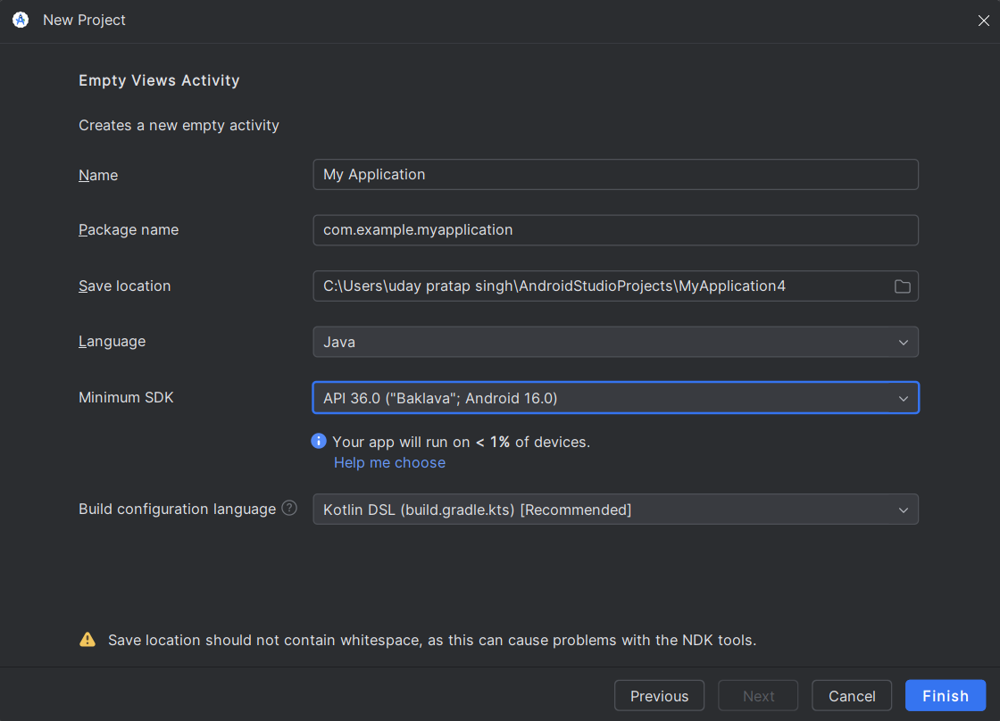 New Project
Empty Views Activity
Creates a new empty activity
Name
My Application
Package name
com.example.myapplication
Save location
C:\Users\uday pratap singh\AndroidStudioProjects\MyApplication4
Language
Java
Minimum SDK
API 36.0 ("Baklava"; Android 16.0)
Your app will run on < 1% of devices.
Help me choose
Build configuration language ?
Kotlin DSL (build.gradle.kts) [Recommended]
Save location should not contain whitespace, as this can cause problems with the NDK tools.
Previous
Next
Cancel
Finish